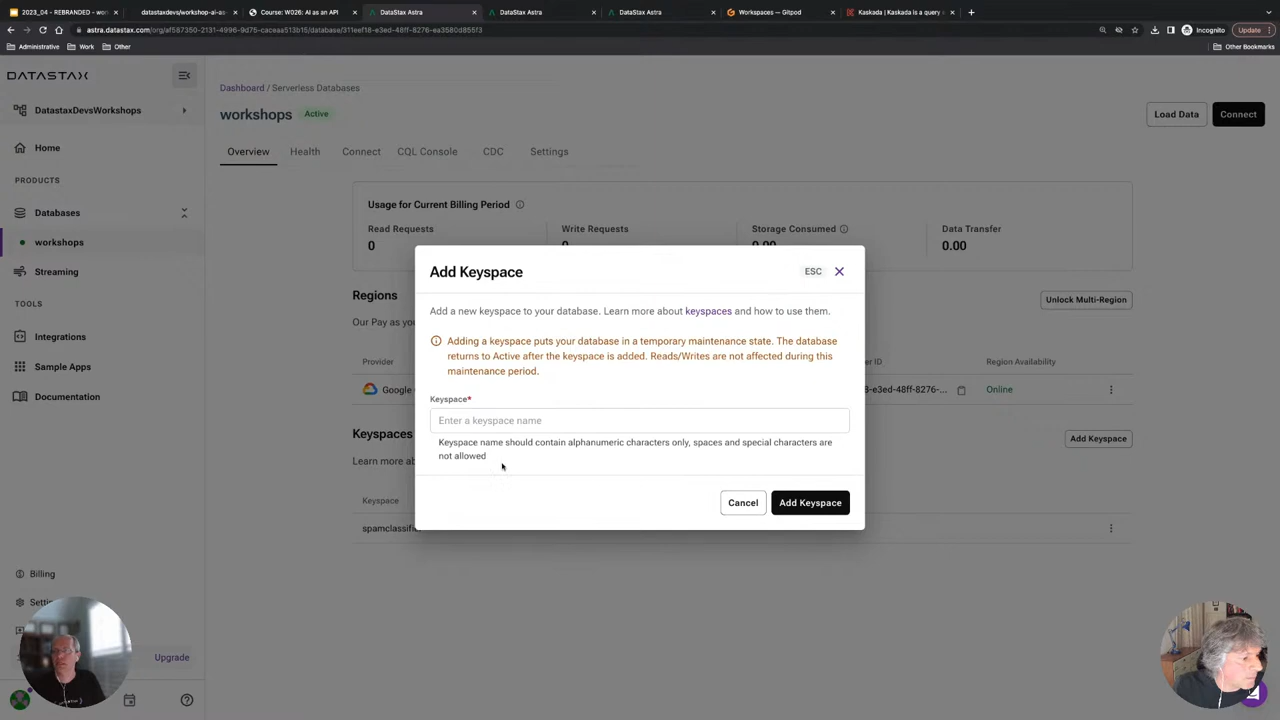 2023_04 - REBRANDED - wor
datastaxdevs/workshop-ai-as
Course: W026: AI as an API
DataStax Astra
DataStax Astra
DataStax Astra
Workspaces — Gitpod
Kaskada | Kaskada is a query
astra.datastax.com/org/af587350-2131-4996-9d75-caceaa513b15/database/311eef18-e3ed-48ff-8276-ea3580d855f3
Incognito
Update
Administrative
Work
Other
Other Bookmarks
DATASTAX
DatastaxDevsWorkshops
Home
PRODUCTS
Databases
workshops
Streaming
TOOLS
Integrations
Sample Apps
Documentation
Billing
Upgrade
Dashboard / Serverless Databases
workshops
Active
Load Data
Connect
Overview
Health
Connect
CQL Console
CDC
Settings
Usage for Current Billing Period
Read Requests
Write Requests
Storage Consumed
Data Transfer
0
0.00
Regions
Unlock Multi-Region
Our Pay as you
Provider
Region Availability
Google
-e3ed-48ff-8276-...
Online
Keyspaces
Add Keyspace
Learn more ab
Keyspace
spamclassifi
Add Keyspace
ESC
Add a new keyspace to your database. Learn more about keyspaces and how to use them.
Adding a keyspace puts your database in a temporary maintenance state. The database
returns to Active after the keyspace is added. Reads/Writes are not affected during this
maintenance period.
Keyspace*
Enter a keyspace name
Keyspace name should contain alphanumeric characters only, spaces and special characters are
not allowed
Cancel
Add Keyspace